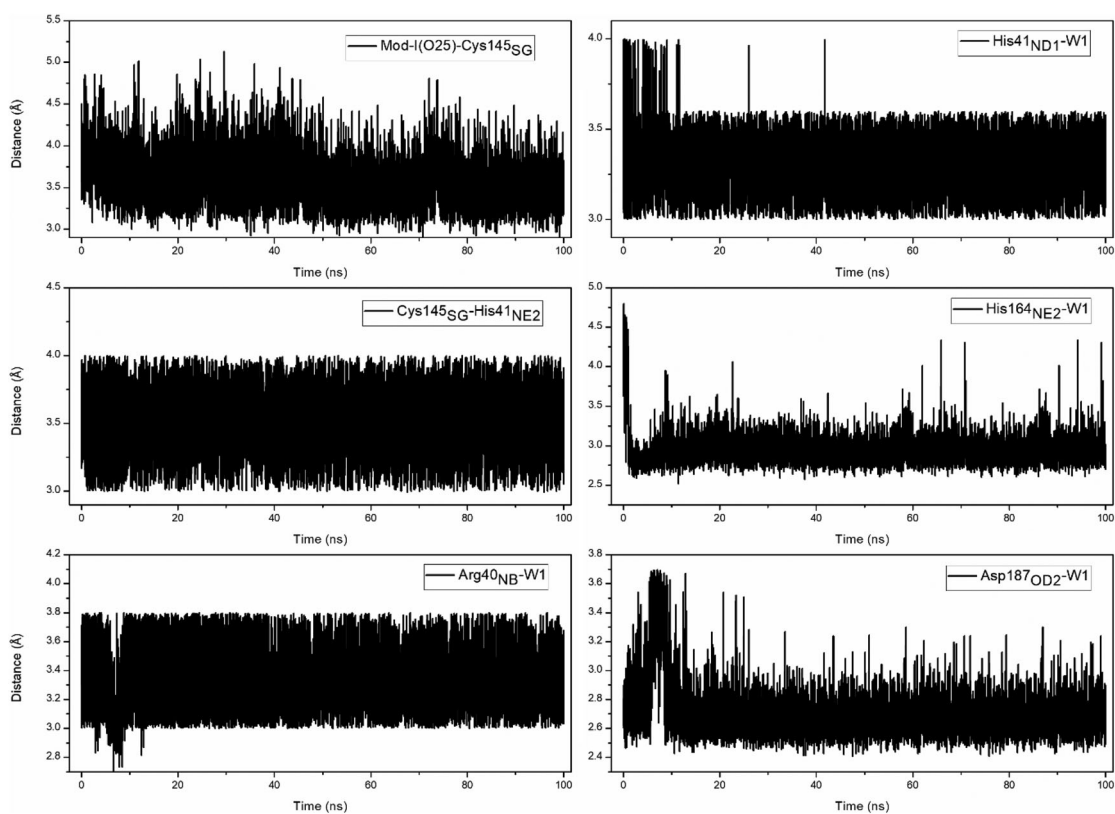 Mod-I(O25)-Cys145SG
Distance (Å)
5.5
5.0
4.5
4.0
3.5
3.0
0 20 40 60 80 100
Time (ns)
His41ND1-W1
4.0
3.5
3.0
0 20 40 60 80 100
Time (ns)
Cys145SG-His41NE2
Distance (Å)
4.5
4.0
3.5
3.0
0 20 40 60 80 100
Time (ns)
His164NE2-W1
5.0
4.5
4.0
3.5
3.0
2.5
0 20 40 60 80 100
Time (ns)
Arg40NB-W1
Distance (Å)
4.2
4.0
3.8
3.6
3.4
3.2
3.0
2.8
0 20 40 60 80 100
Time (ns)
Asp187OD2-W1
3.8
3.6
3.4
3.2
3.0
2.8
2.6
2.4
0 20 40 60 80 100
Time (ns)